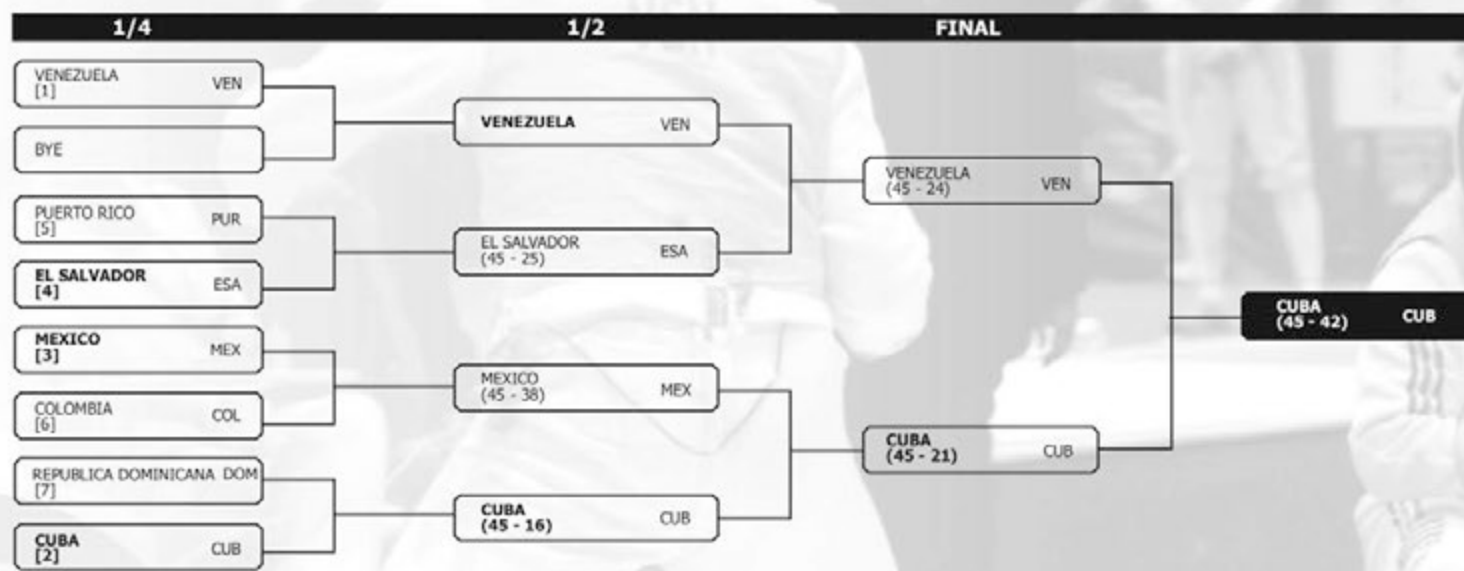 1/4 1/2 FINAL
VENEZUELA VEN
[1]
BYE
PUERTO RICO PUR
[5]
EL SALVADOR ESA
[4]
MEXICO MEX
[3]
COLOMBIA COL
[6]
REPUBLICA DOMINICANA DOM
[7]
CUBA CUB
[2]
VENEZUELA VEN
EL SALVADOR ESA
(45 - 25)
MEXICO MEX
(45 - 38)
CUBA CUB
(45 - 16)
VENEZUELA VEN
(45 - 24)
CUBA CUB
(45 - 21)
CUBA CUB
(45 - 42)